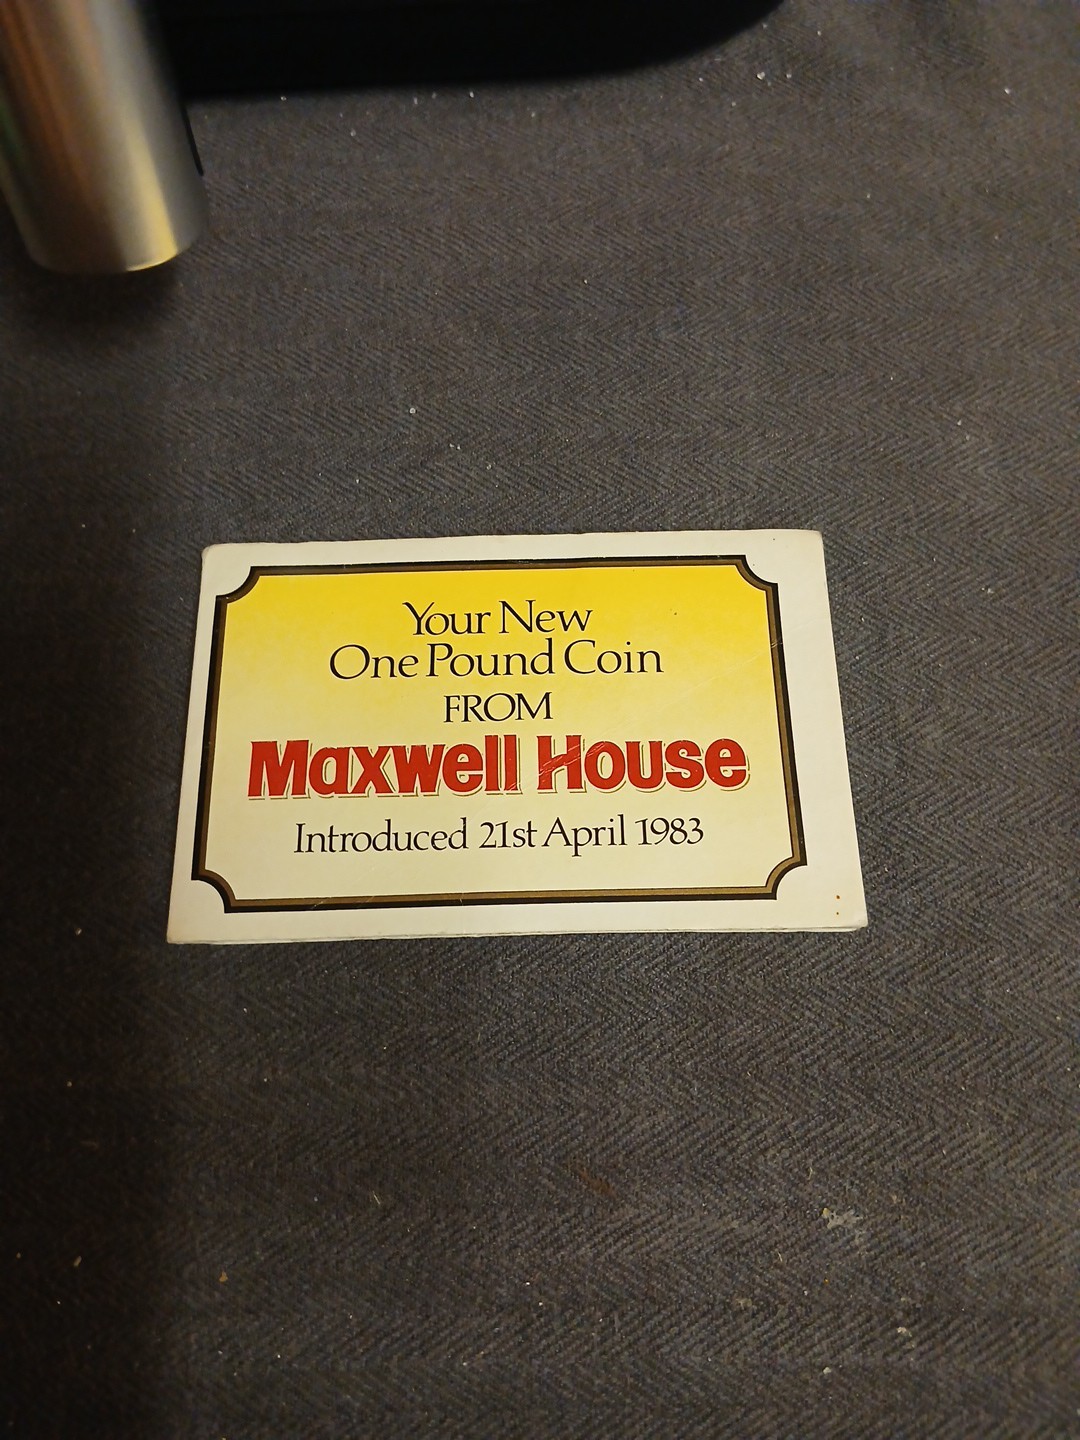 Your New
One Pound Coin
FROM
Maxwell House
Introduced 21st April 1983